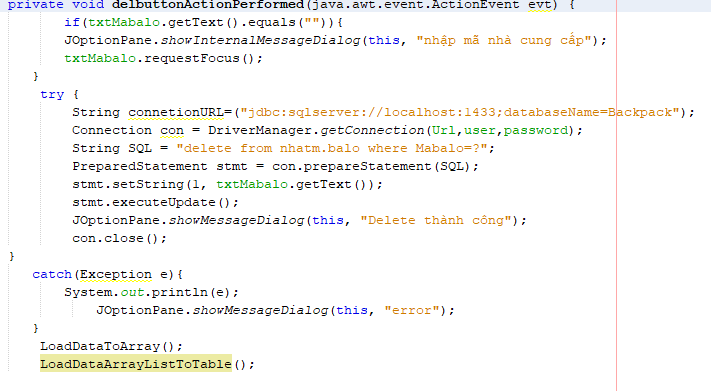 private void delbuttonActionPerformed(java.awt.event.ActionEvent evt) {
if(txtMabalo.getText().equals("")){
JOptionPane.showInternalMessageDialog(this, "nhập mã nhà cung cấp");
txtMabalo.requestFocus();
}
try {
String connetionURL=("jdbc:sqlserver://localhost:1433;databaseName=Backpack");
Connection con = DriverManager.getConnection(Url,user,password);
String SQL = "delete from nhatm.balo where Mabalo=?";
PreparedStatement stmt = con.prepareStatement(SQL);
stmt.setString(1, txtMabalo.getText());
stmt.executeUpdate();
JOptionPane.showMessageDialog(this, "Delete thành công");
con.close();
}
catch(Exception e){
System.out.println(e);
JOptionPane.showMessageDialog(this, "error");
}
LoadDataToArray();
LoadDataArrayListToTable();